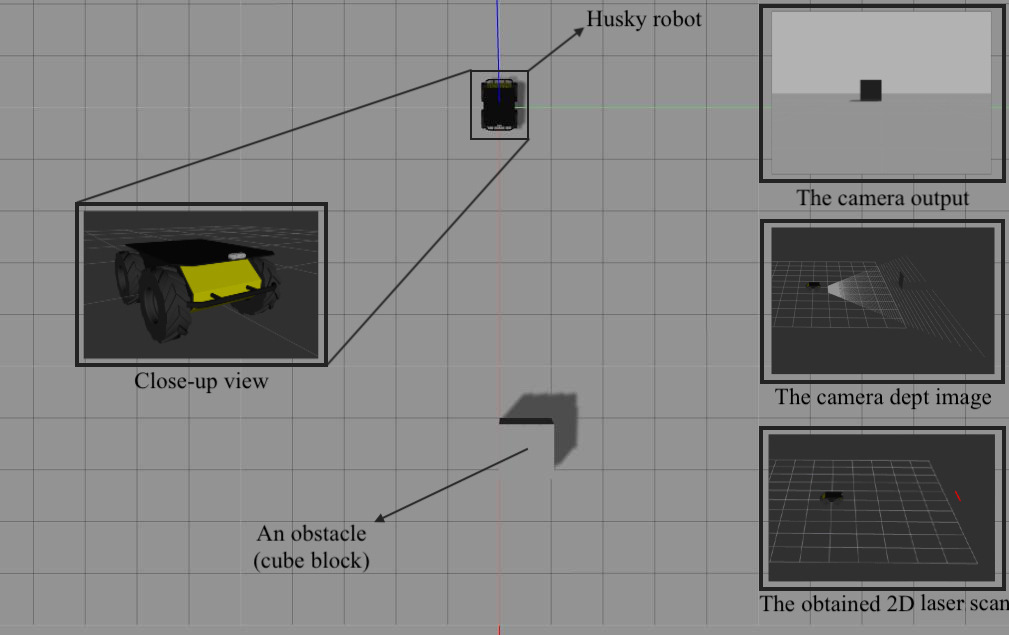 Husky robot
The camera output
Close-up view
The camera dept image
An obstacle
(cube block)
The obtained 2D laser scan